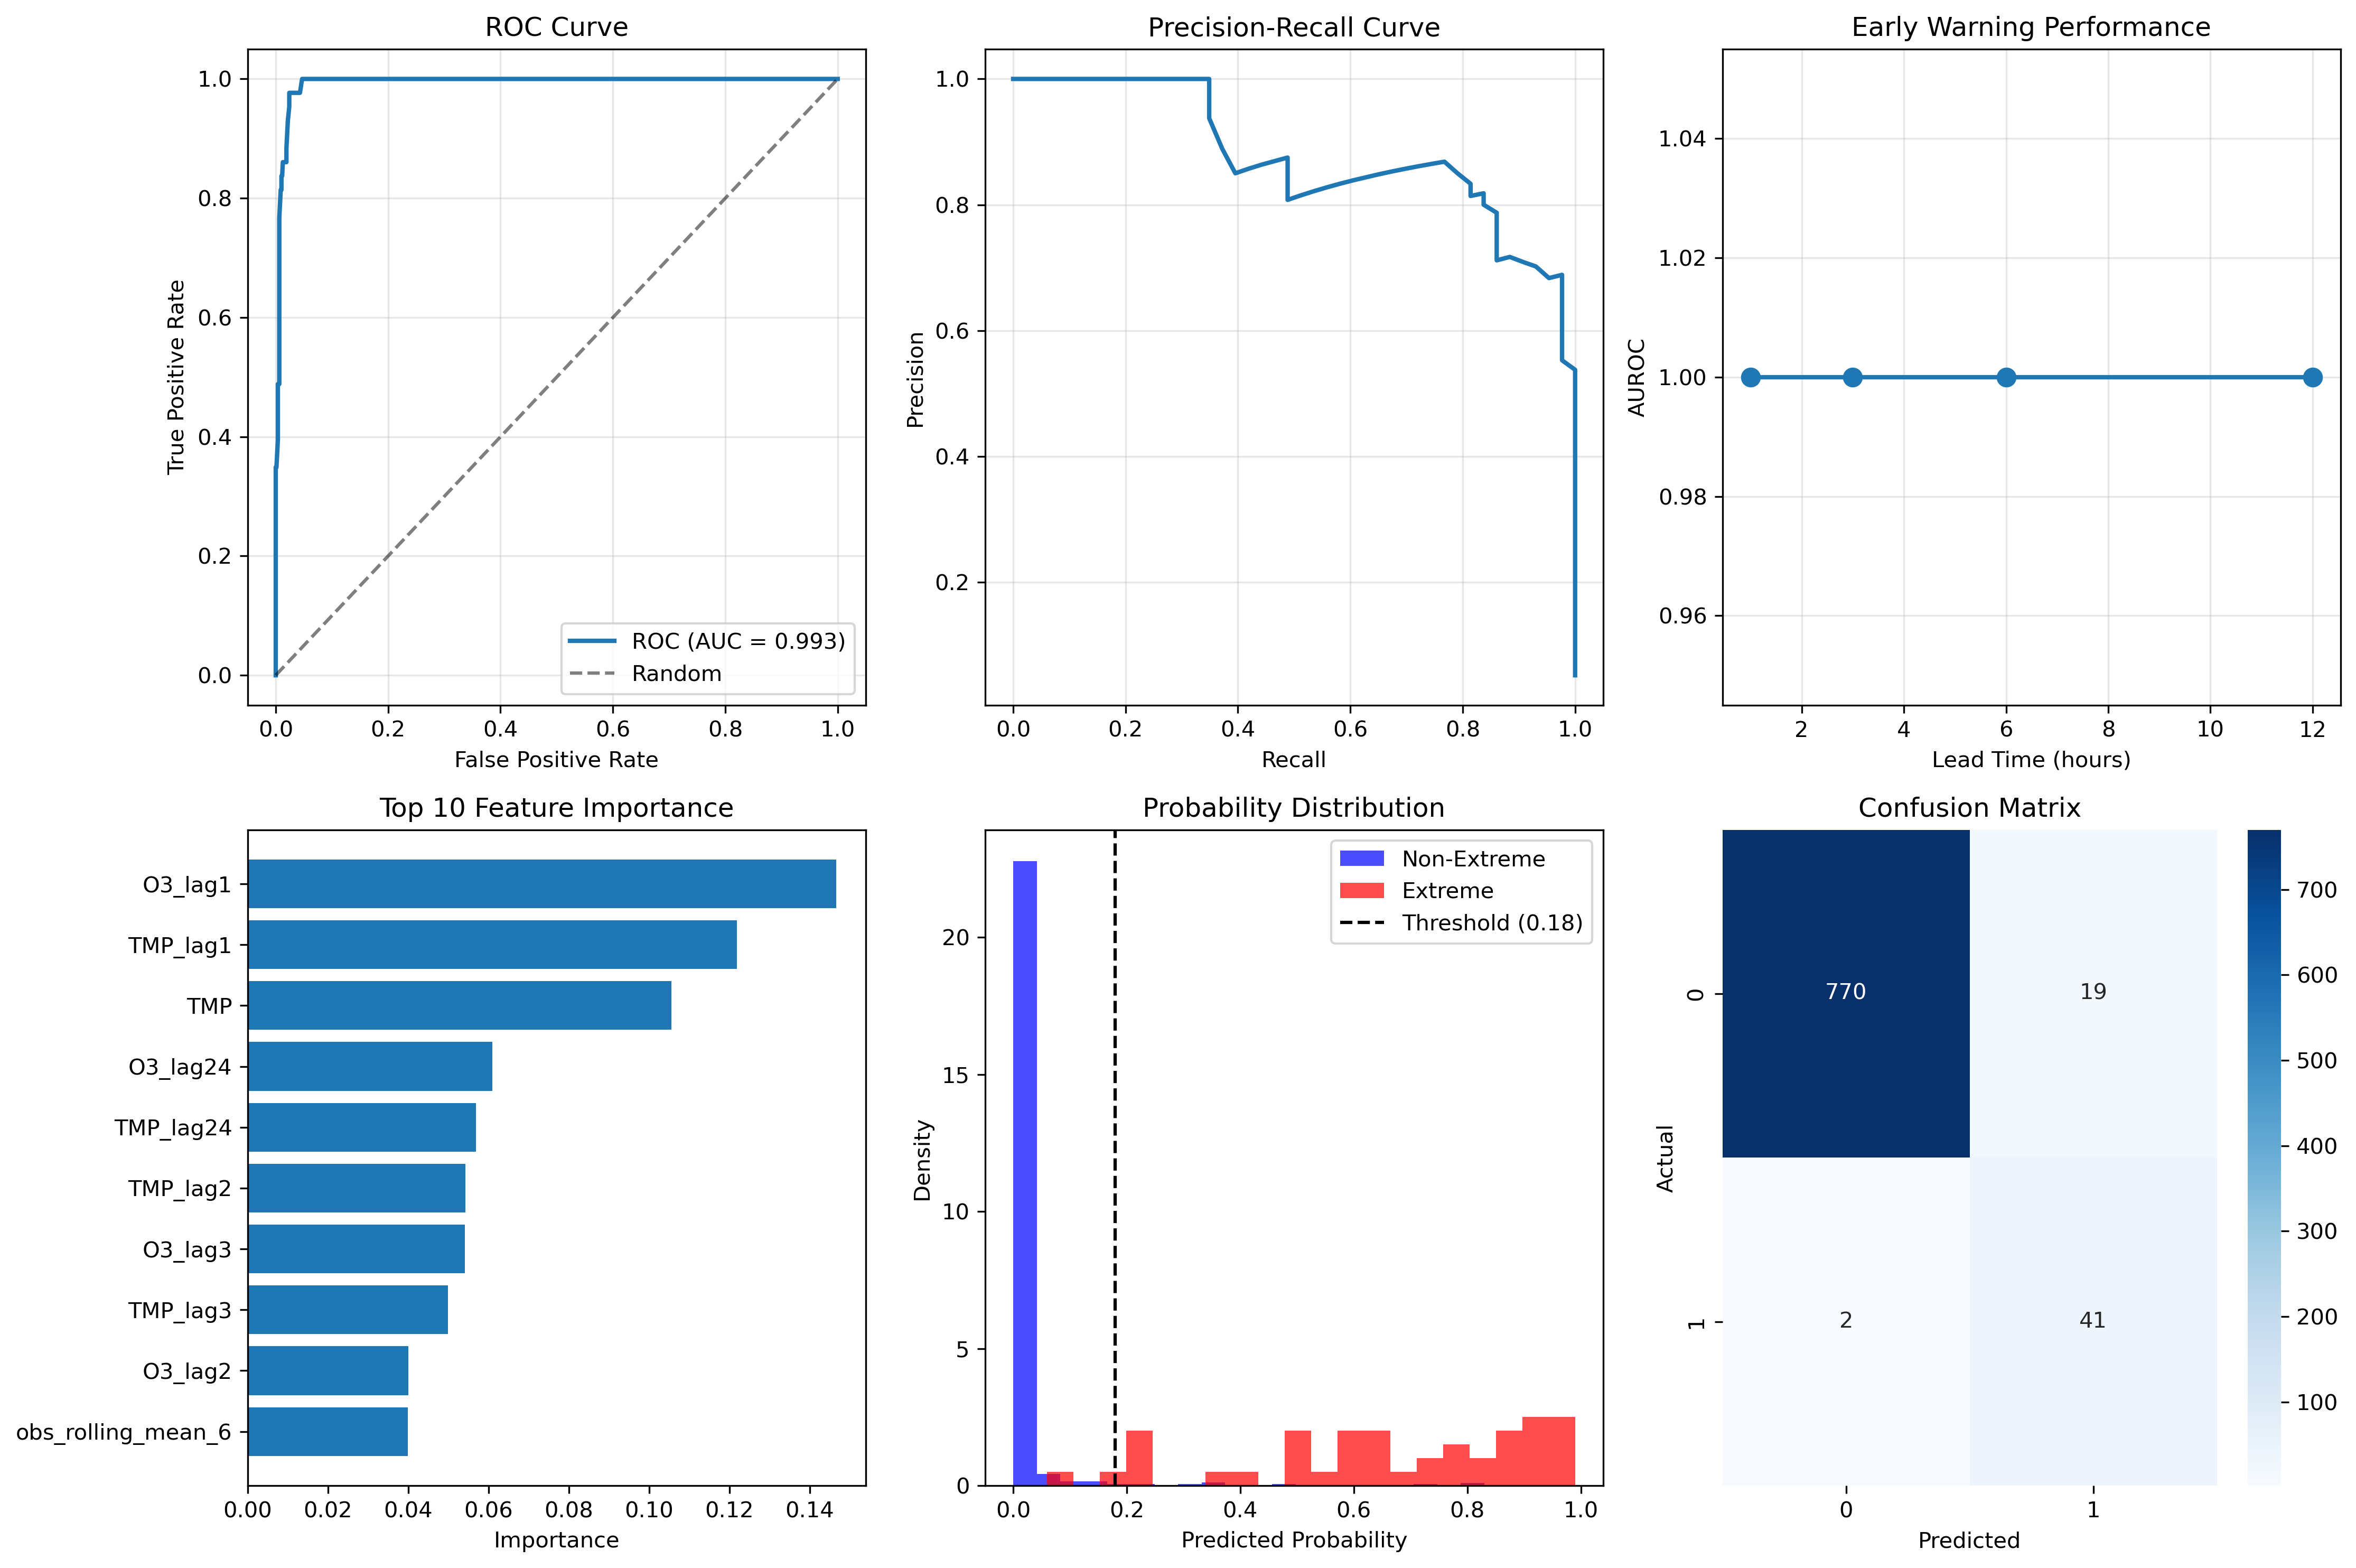 ROC Curve
1.0
0.8
0.6
0.4
0.2
0.0
True Positive Rate
ROC (AUC = 0.993)
Random
0.0 0.2 0.4 0.6 0.8 1.0
False Positive Rate
Precision-Recall Curve
1.0
0.8
0.6
0.4
0.2
Precision
0.0 0.2 0.4 0.6 0.8 1.0
Recall
Early Warning Performance
1.04
1.02
1.00
0.98
0.96
AUROC
2 4 6 8 10 12
Lead Time (hours)
Top 10 Feature Importance
O3_lag1
TMP_lag1
TMP
O3_lag24
TMP_lag24
TMP_lag2
O3_lag3
TMP_lag3
O3_lag2
obs_rolling_mean_6
0.00 0.02 0.04 0.06 0.08 0.10 0.12 0.14
Importance
Probability Distribution
Non-Extreme
Extreme
Threshold (0.18)
20
15
10
5
0
Density
0.0 0.2 0.4 0.6 0.8 1.0
Predicted Probability
Confusion Matrix
0
770 19
1
2 41
Actual
0 1
Predicted
700
600
500
400
300
200
100